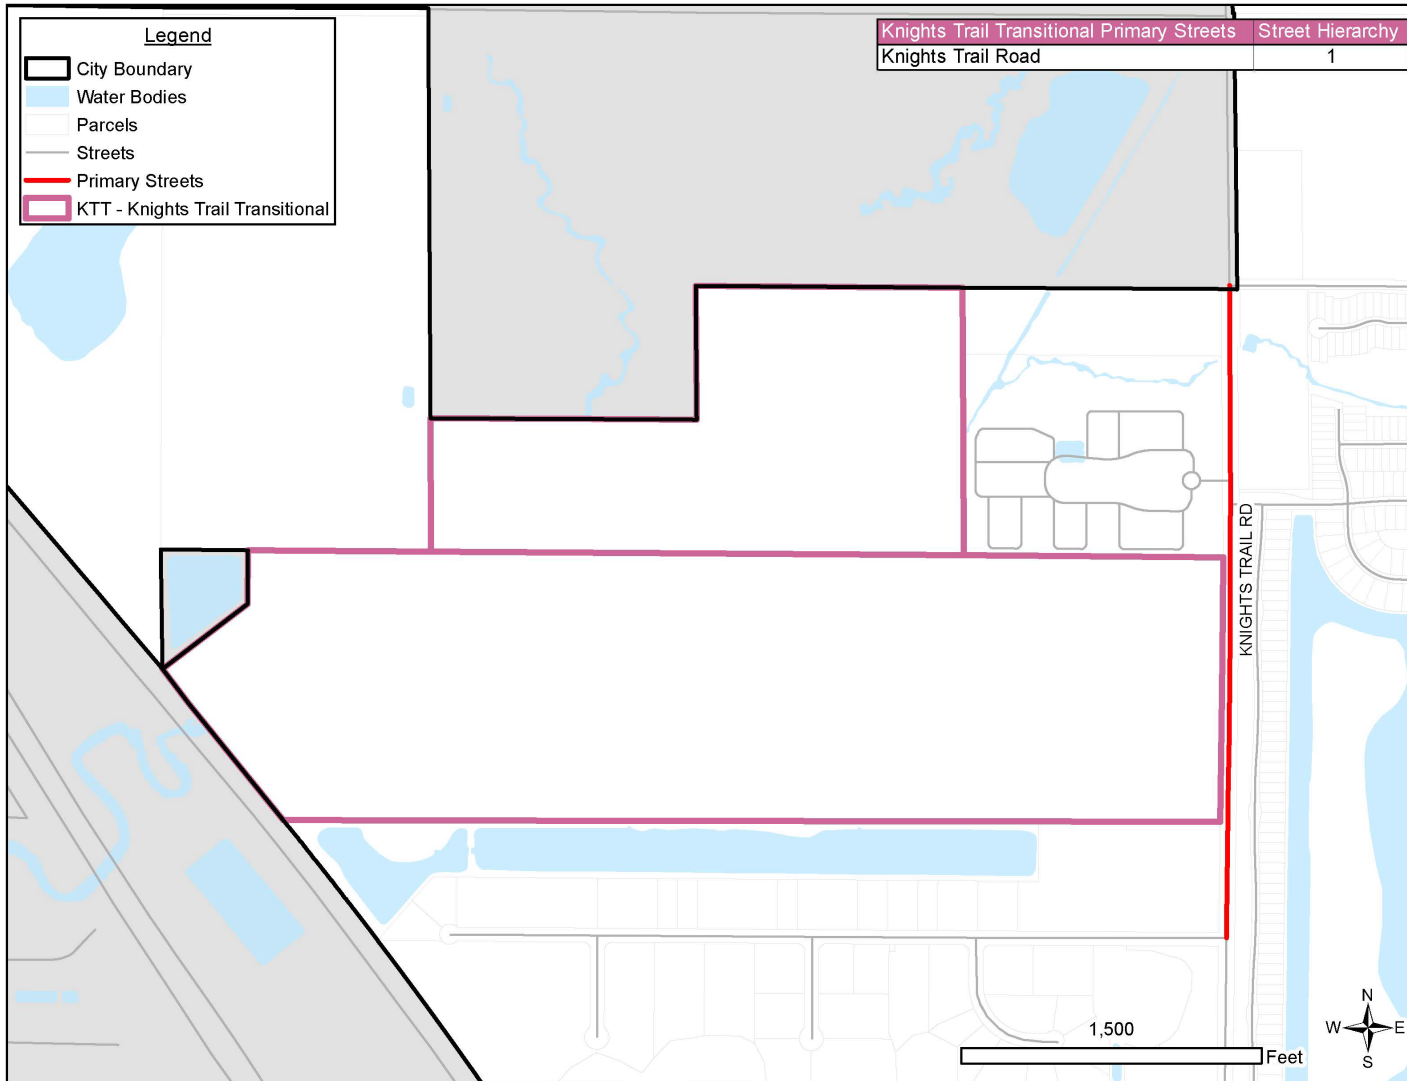 Legend
City Boundary
Water Bodies
Parcels
Streets
Primary Streets
KTT - Knights Trail Transitional
Knights Trail Transitional Primary Streets Street Hierarchy
Knights Trail Road 1
KNIGHTS TRAIL RD
1,500
Feet
N
W E
S